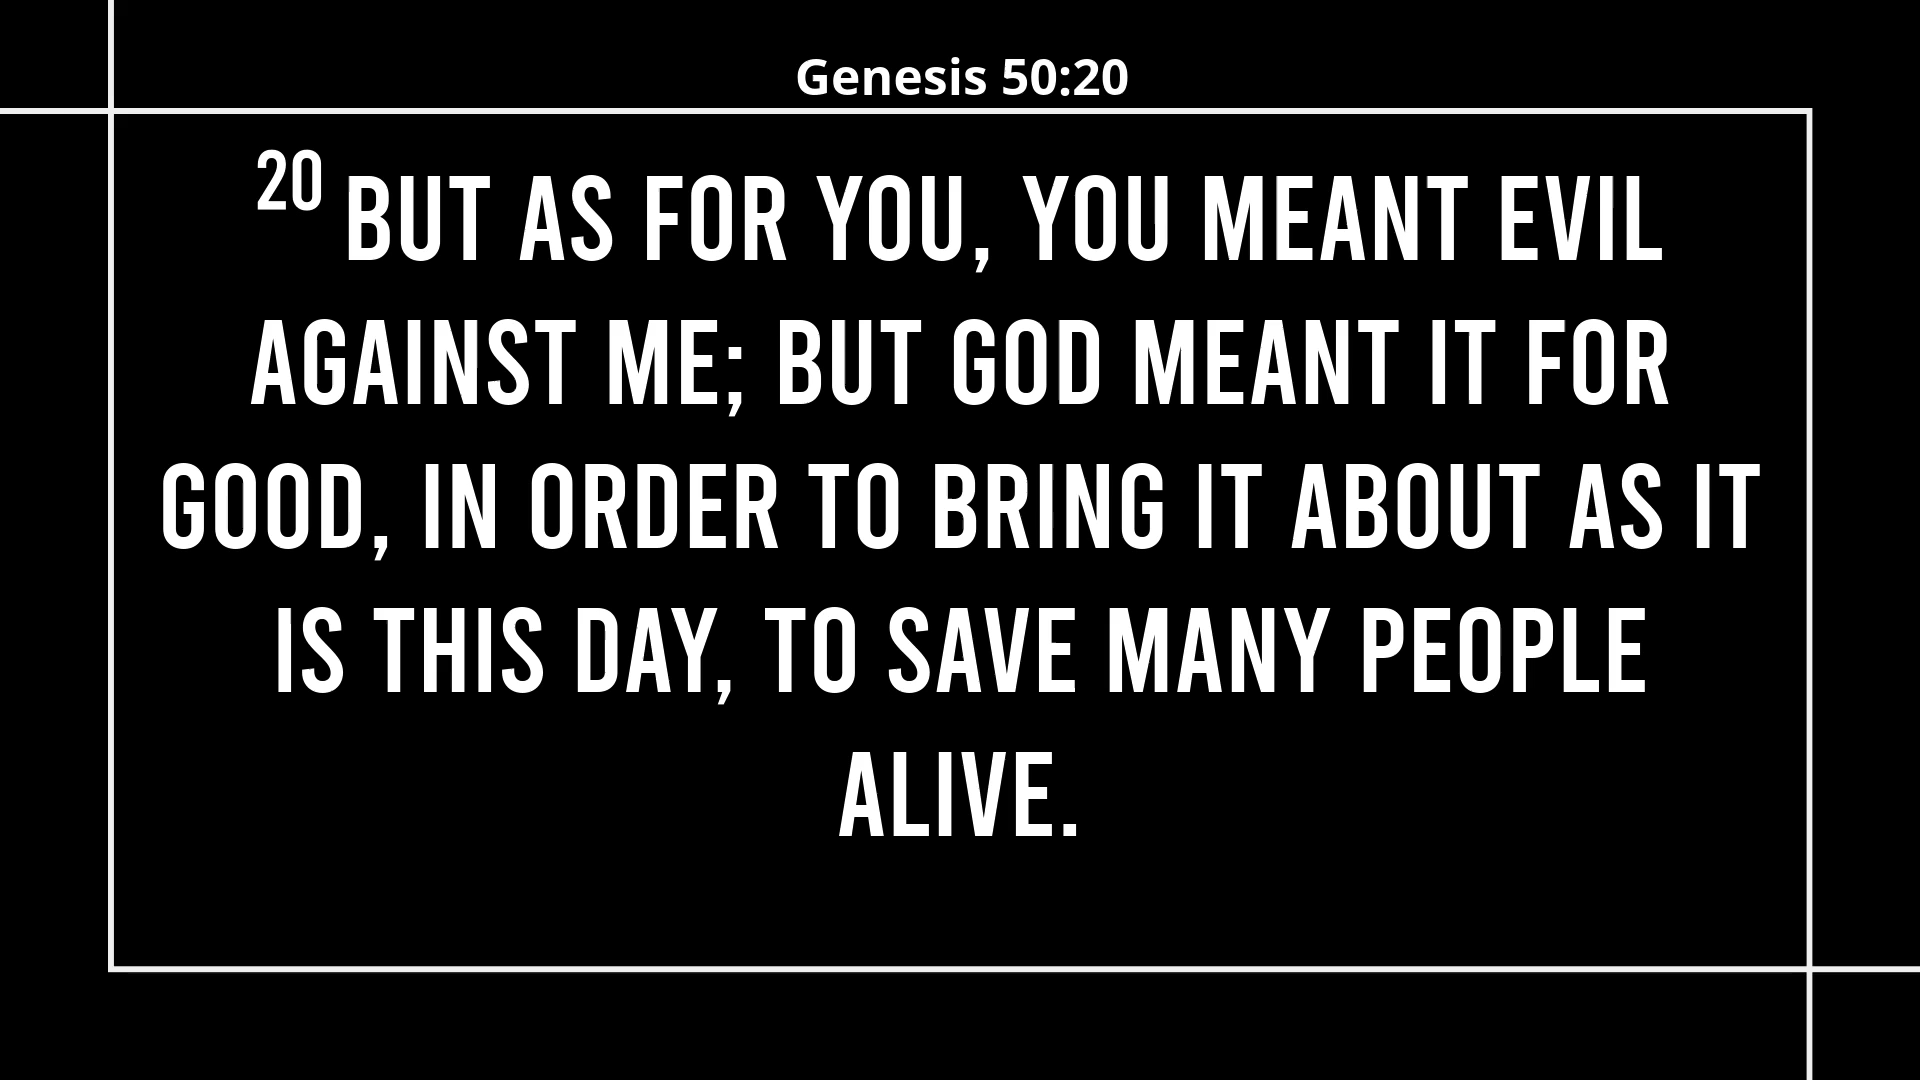 Genesis 50:20
20 BUT AS FOR YOU, YOU MEANT EVIL
AGAINST ME; BUT GOD MEANT IT FOR
GOOD, IN ORDER TO BRING IT ABOUT AS IT
IS THIS DAY, TO SAVE MANY PEOPLE
ALIVE.